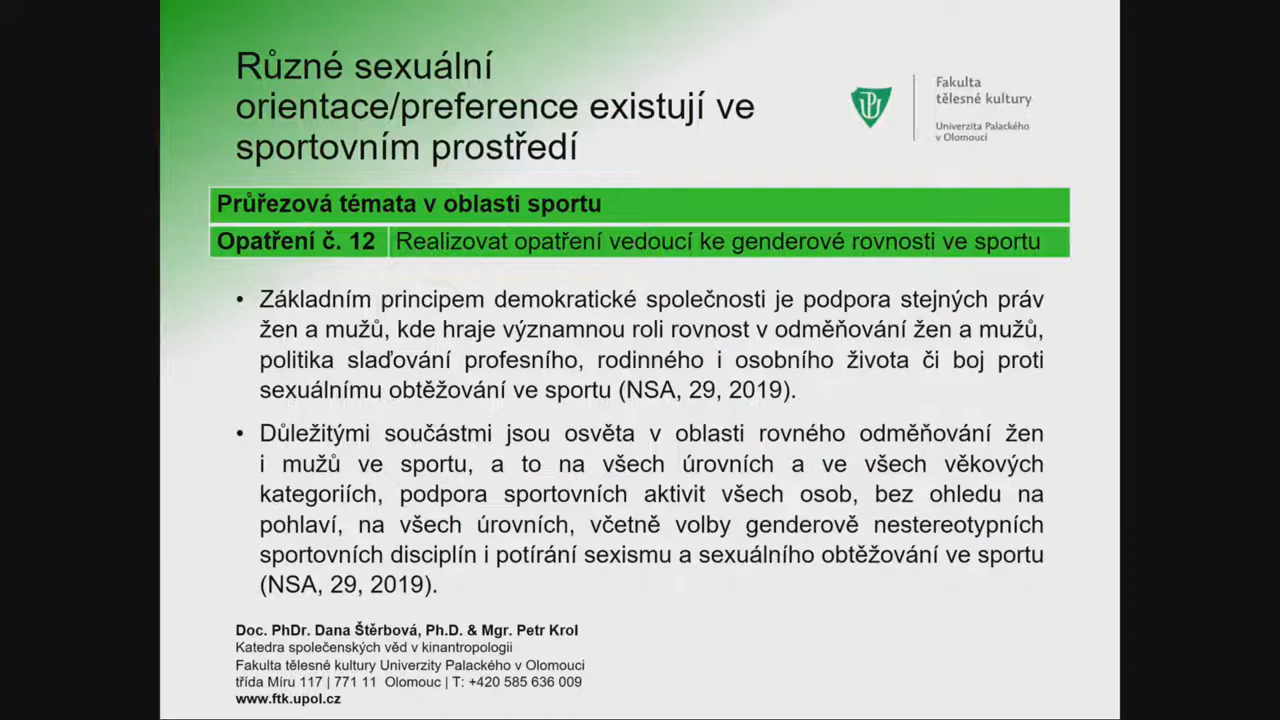 Různé sexuální
orientace/preference existují ve
sportovním prostředí
Fakulta
tělesné kultury
Univerzita Palackého
v Olomouci
Průřezová témata v oblasti sportu
Opatření č. 12 Realizovat opatření vedoucí ke genderové rovnosti ve sportu
• Základním principem demokratické společnosti je podpora stejných práv
žen a mužů, kde hraje významnou roli rovnost v odměňování žen a mužů,
politika slaďování profesního, rodinného i osobního života či boj proti
sexuálnímu obtěžování ve sportu (NSA, 29, 2019).
• Důležitými součástmi jsou osvěta v oblasti rovného odměňování žen
i mužů ve sportu, a to na všech úrovních a ve všech věkových
kategoriích, podpora sportovních aktivit všech osob, bez ohledu na
pohlaví, na všech úrovních, včetně volby genderově nestereotypních
sportovních disciplín i potírání sexismu a sexuálního obtěžování ve sportu
(NSA, 29, 2019).
Doc. PhDr. Dana Štěrbová, Ph.D. & Mgr. Petr Krol
Katedra společenských věd v kinantropologii
Fakulta tělesné kultury Univerzity Palackého v Olomouci
třída Míru 117 | 771 11 Olomouc | T: +420 585 636 009
www.ftk.upol.cz